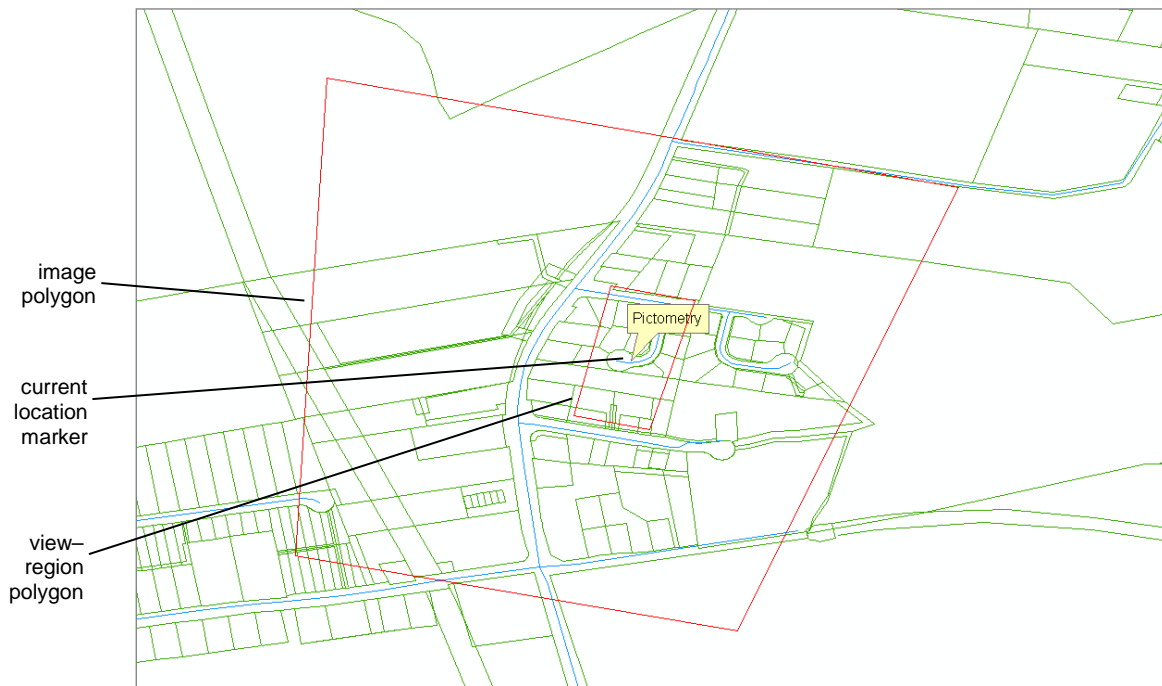 Pictometry
image
polygon
current
location
marker
view–
region
polygon